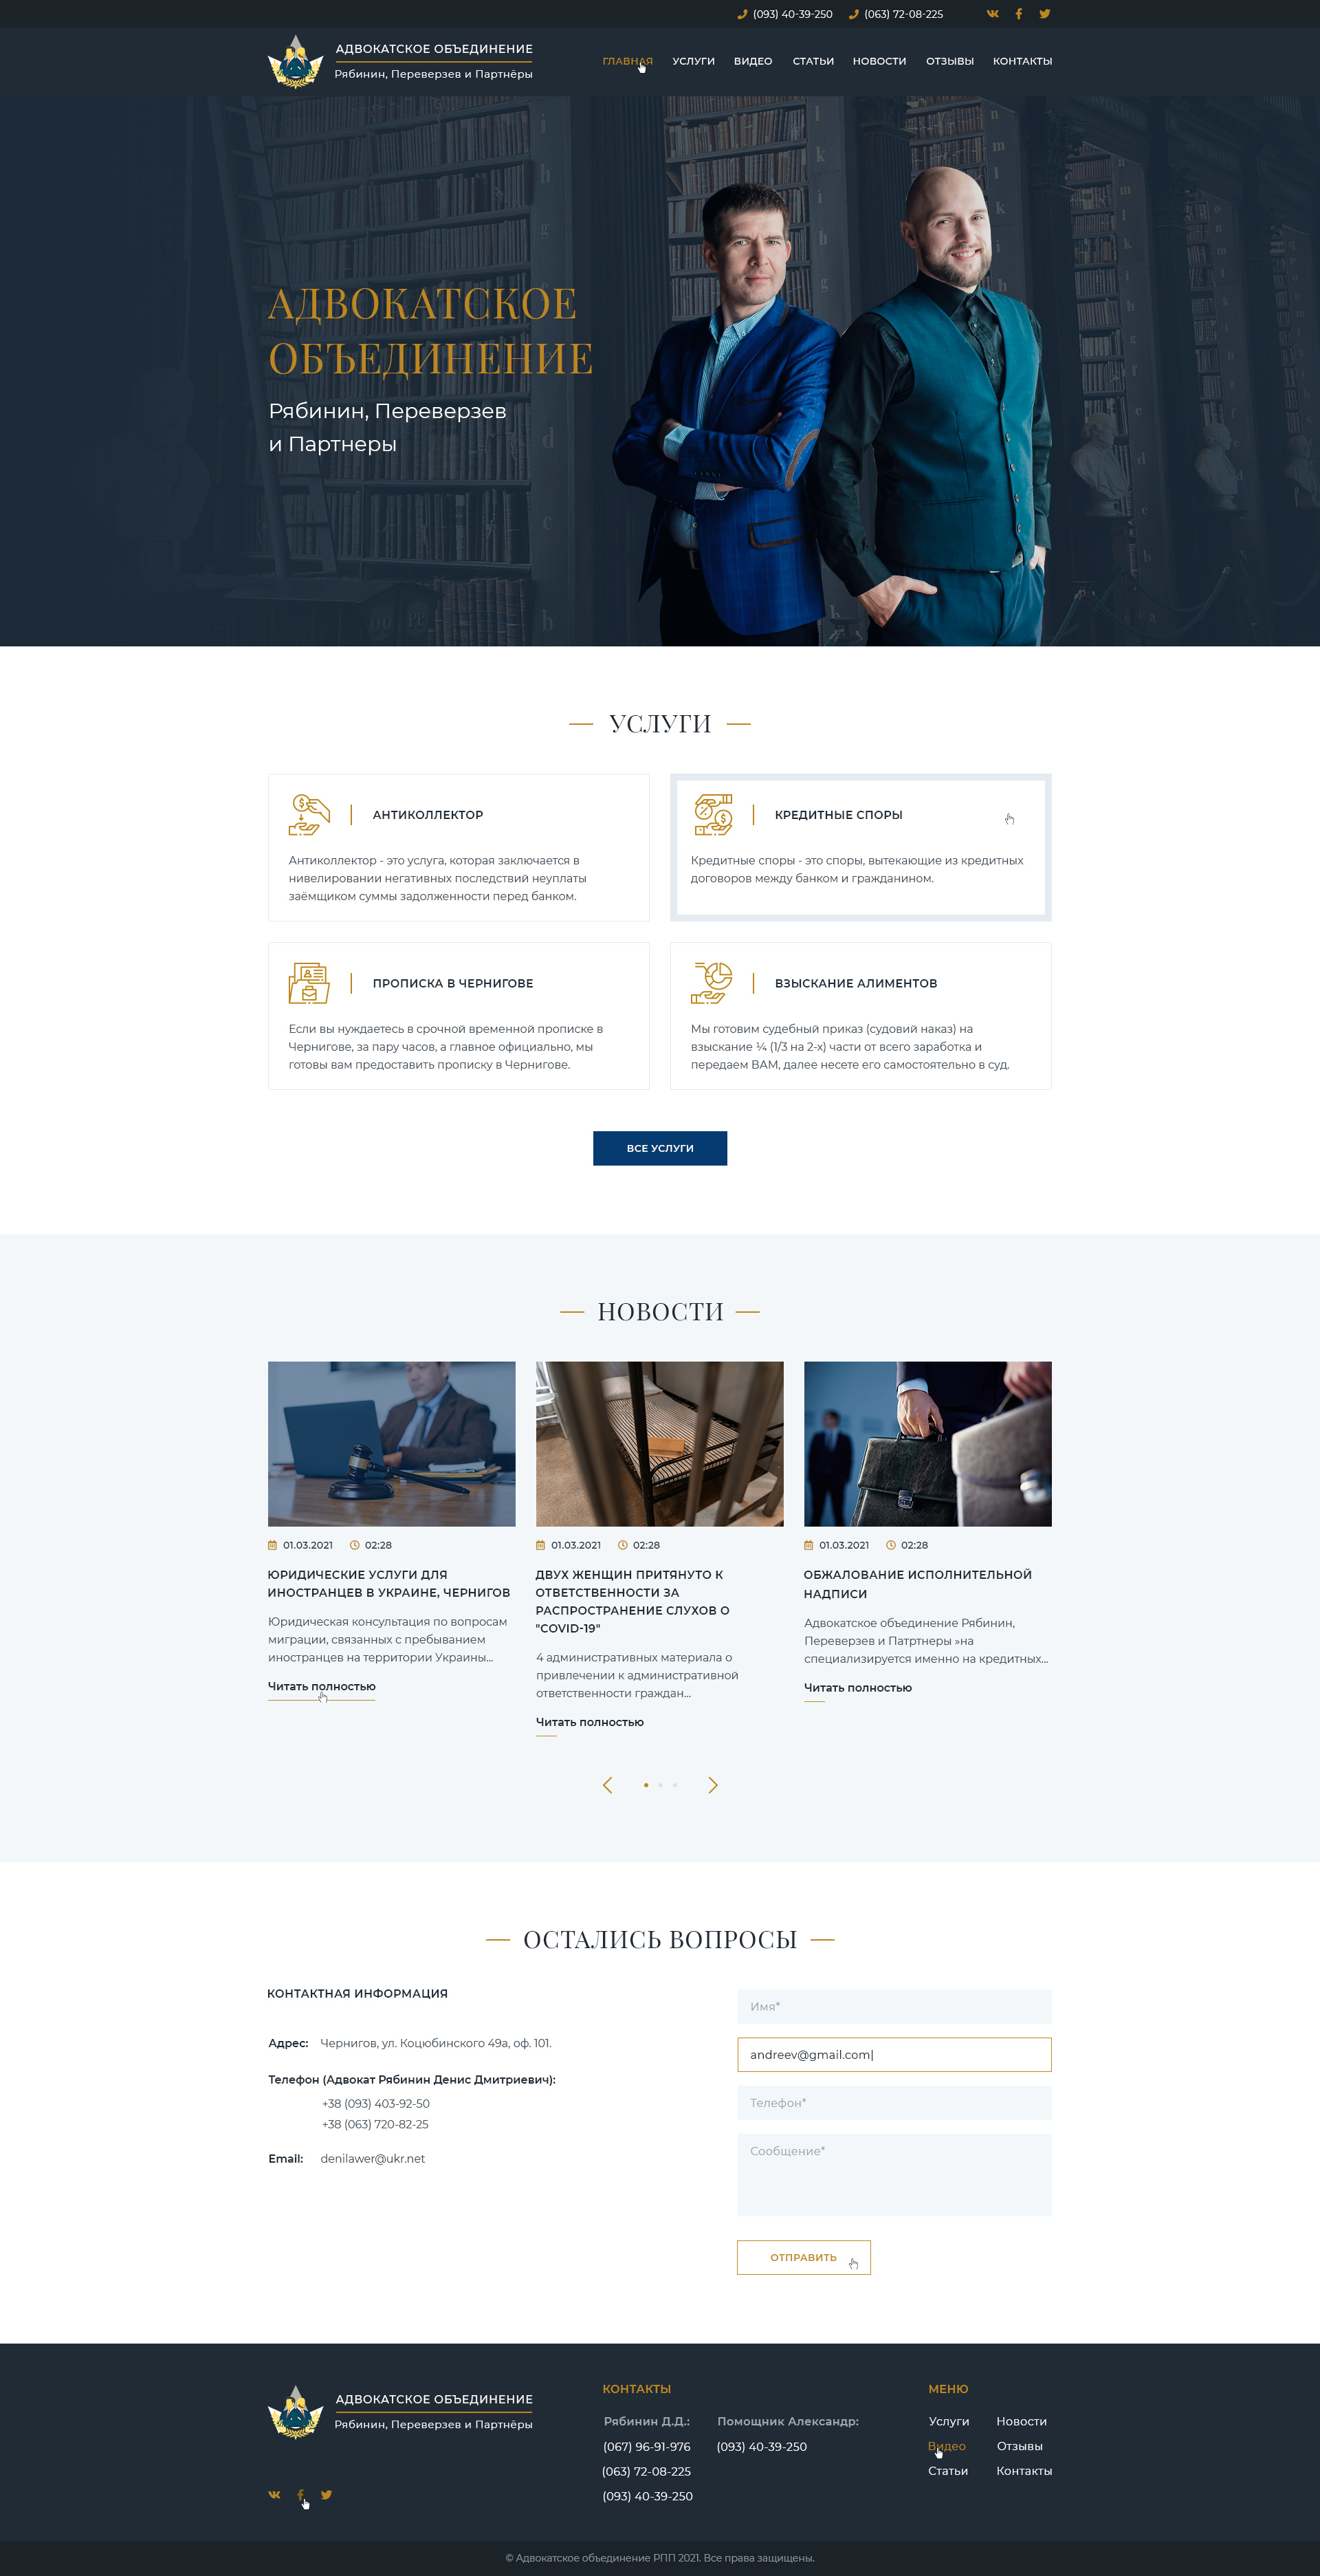 (093) 40-39-250 (063) 72-08-225
АДВОКАТСКОЕ ОБЪЕДИНЕНИЕ
Рябинин, Переверзев и Партнёры
ГЛАВНАЯ УСЛУГИ ВИДЕО СТАТЬИ НОВОСТИ ОТЗЫВЫ КОНТАКТЫ
АДВОКАТСКОЕ
ОБЪЕДИНЕНИЕ
Рябинин, Переверзев
и Партнеры
УСЛУГИ
АНТИКОЛЛЕКТОР
Антиколлектор - это услуга, которая заключается в
нивелировании негативных последствий неуплаты
заёмщиком суммы задолженности перед банком.
КРЕДИТНЫЕ СПОРЫ
Кредитные споры - это споры, вытекающие из кредитных
договоров между банком и гражданином.
ПРОПИСКА В ЧЕРНИГОВЕ
Если вы нуждаетесь в срочной временной прописке в
Чернигове, за пару часов, а главное официально, мы
готовы вам предоставить прописку в Чернигове.
ВЗЫСКАНИЕ АЛИМЕНТОВ
Мы готовим судебный приказ (судовий наказ) на
взыскание ¼ (1/3 на 2-х) части от всего заработка и
передаем ВАМ, далее несете его самостоятельно в суд.
ВСЕ УСЛУГИ
НОВОСТИ
01.03.2021 02:28
ЮРИДИЧЕСКИЕ УСЛУГИ ДЛЯ
ИНОСТРАНЦЕВ В УКРАИНЕ, ЧЕРНИГОВ
Юридическая консультация по вопросам
миграции, связанных с пребыванием
иностранцев на территории Украины...
Читать полностью
01.03.2021 02:28
ДВУХ ЖЕНЩИН ПРИТЯНУТО К
ОТВЕТСТВЕННОСТИ ЗА
РАСПРОСТРАНЕНИЕ СЛУХОВ О
"COVID-19"
4 административных материала о
привлечении к административной
ответственности граждан...
Читать полностью
01.03.2021 02:28
ОБЖАЛОВАНИЕ ИСПОЛНИТЕЛЬНОЙ
НАДПИСИ
Адвокатское объединение Рябинин,
Переверзев и Патртнеры »на
специализируется именно на кредитных...
Читать полностью
ОСТАЛИСЬ ВОПРОСЫ
КОНТАКТНАЯ ИНФОРМАЦИЯ
Адрес: Чернигов, ул. Коцюбинского 49а, оф. 101.
Телефон (Адвокат Рябинин Денис Дмитриевич):
+38 (093) 403-92-50
+38 (063) 720-82-25
Email: denilawer@ukr.net
Имя*
andreev@gmail.com|
Телефон*
Сообщение*
ОТПРАВИТЬ
АДВОКАТСКОЕ ОБЪЕДИНЕНИЕ
Рябинин, Переверзев и Партнёры
КОНТАКТЫ
Рябинин Д.Д.:
(067) 96-91-976
(063) 72-08-225
(093) 40-39-250
Помощник Александр:
(093) 40-39-250
МЕНЮ
Услуги Новости
Видео Отзывы
Статьи Контакты
© Адвокатское объединение РПП 2021. Все права защищены.